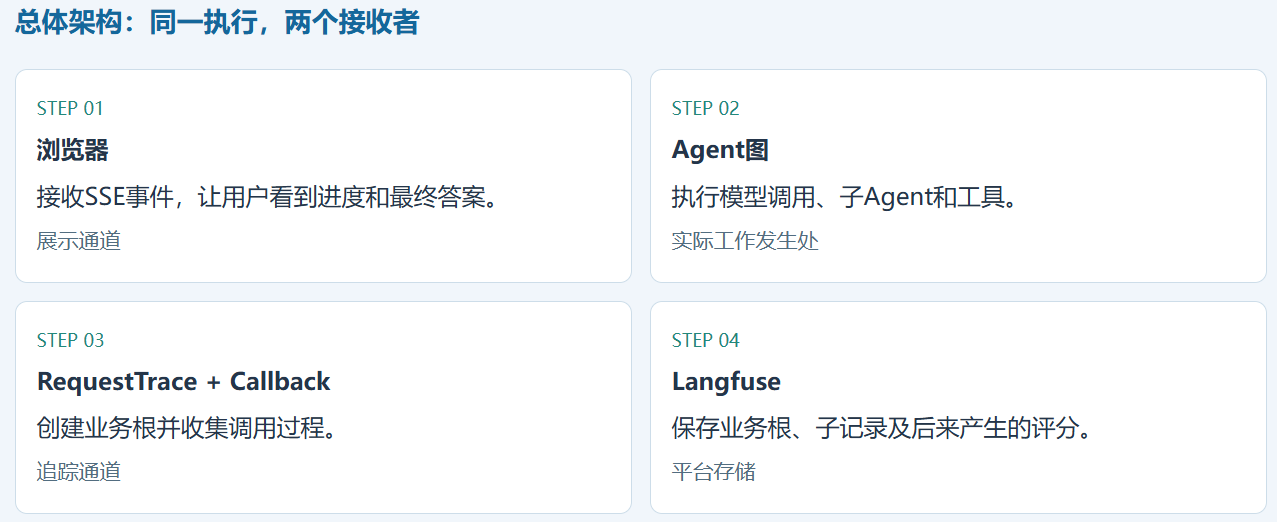 总体架构：同一执行，两个接收者
STEP 01
浏览器
接收SSE事件，让用户看到进度和最终答案。
展示通道
STEP 02
Agent图
执行模型调用、子Agent和工具。
实际工作发生处
STEP 03
RequestTrace + Callback
创建业务根并收集调用过程。
追踪通道
STEP 04
Langfuse
保存业务根、子记录及后来产生的评分。
平台存储